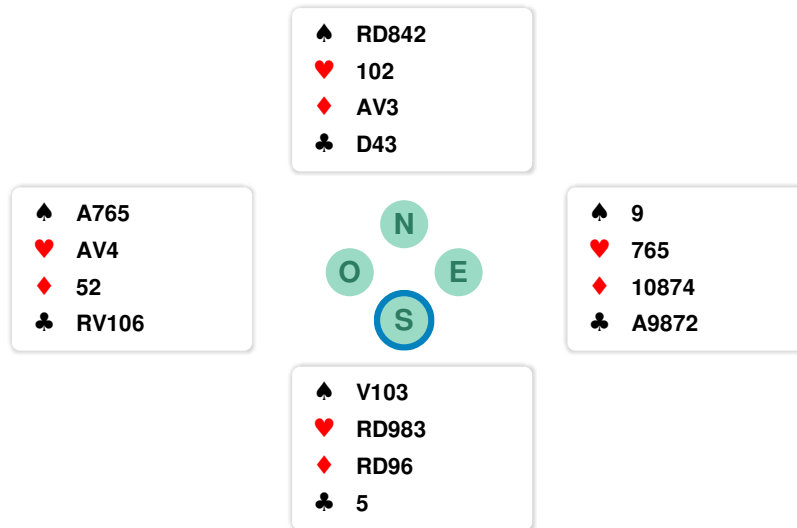 ♠ RD842
♥ 102
♦ AV3
♣ D43
♠ A765
♥ AV4
♦ 52
♣ RV106
N
O E
S
♠ 9
♥ 765
♦ 10874
♣ A9872
♠ V103
♥ RD983
♦ RD96
♣ 5